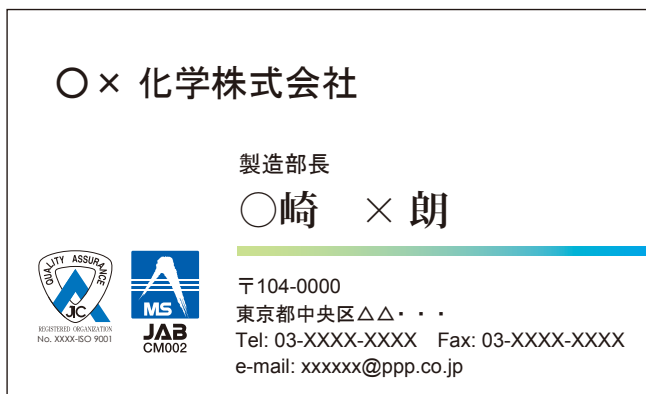 〇× 化学株式会社
製造部長
〇崎　× 朗
QUALITY ASSURANCE
JIC
REGISTERED ORGANIZATION
No. XXXX-ISO 9001
MS
JAB
CM002
〒104-0000
東京都中央区△△・・・
Tel: 03-XXXX-XXXX　Fax: 03-XXXX-XXXX
e-mail: xxxxxx@ppp.co.jp